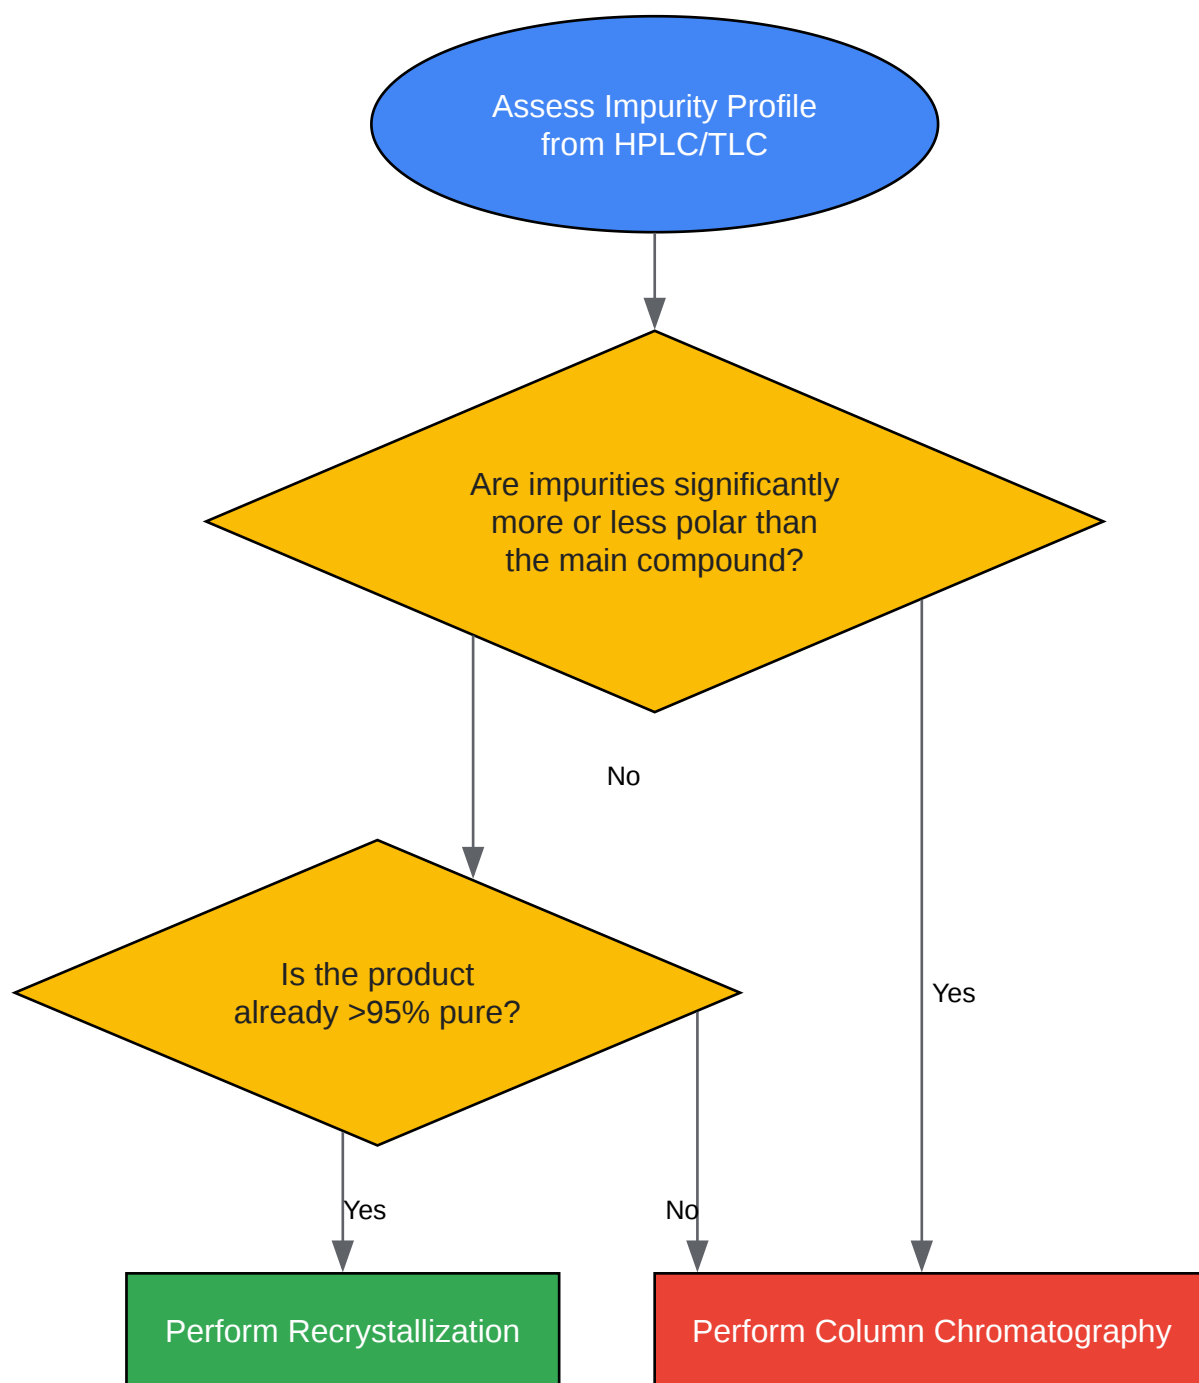 Assess Impurity Profile
from HPLC/TLC
Are impurities significantly
more or less polar than
the main compound?
No
Is the product
already >95% pure?
Yes
Yes
No
Perform Recrystallization
Perform Column Chromatography